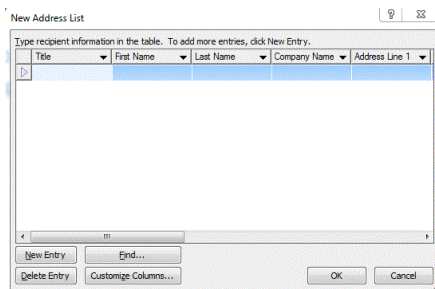 New Address List
Type recipient information in the table. To add more entries, click New Entry.
Title First Name Last Name Company Name Address Line 1
New Entry Find...
Delete Entry Customize Columns... OK Cancel